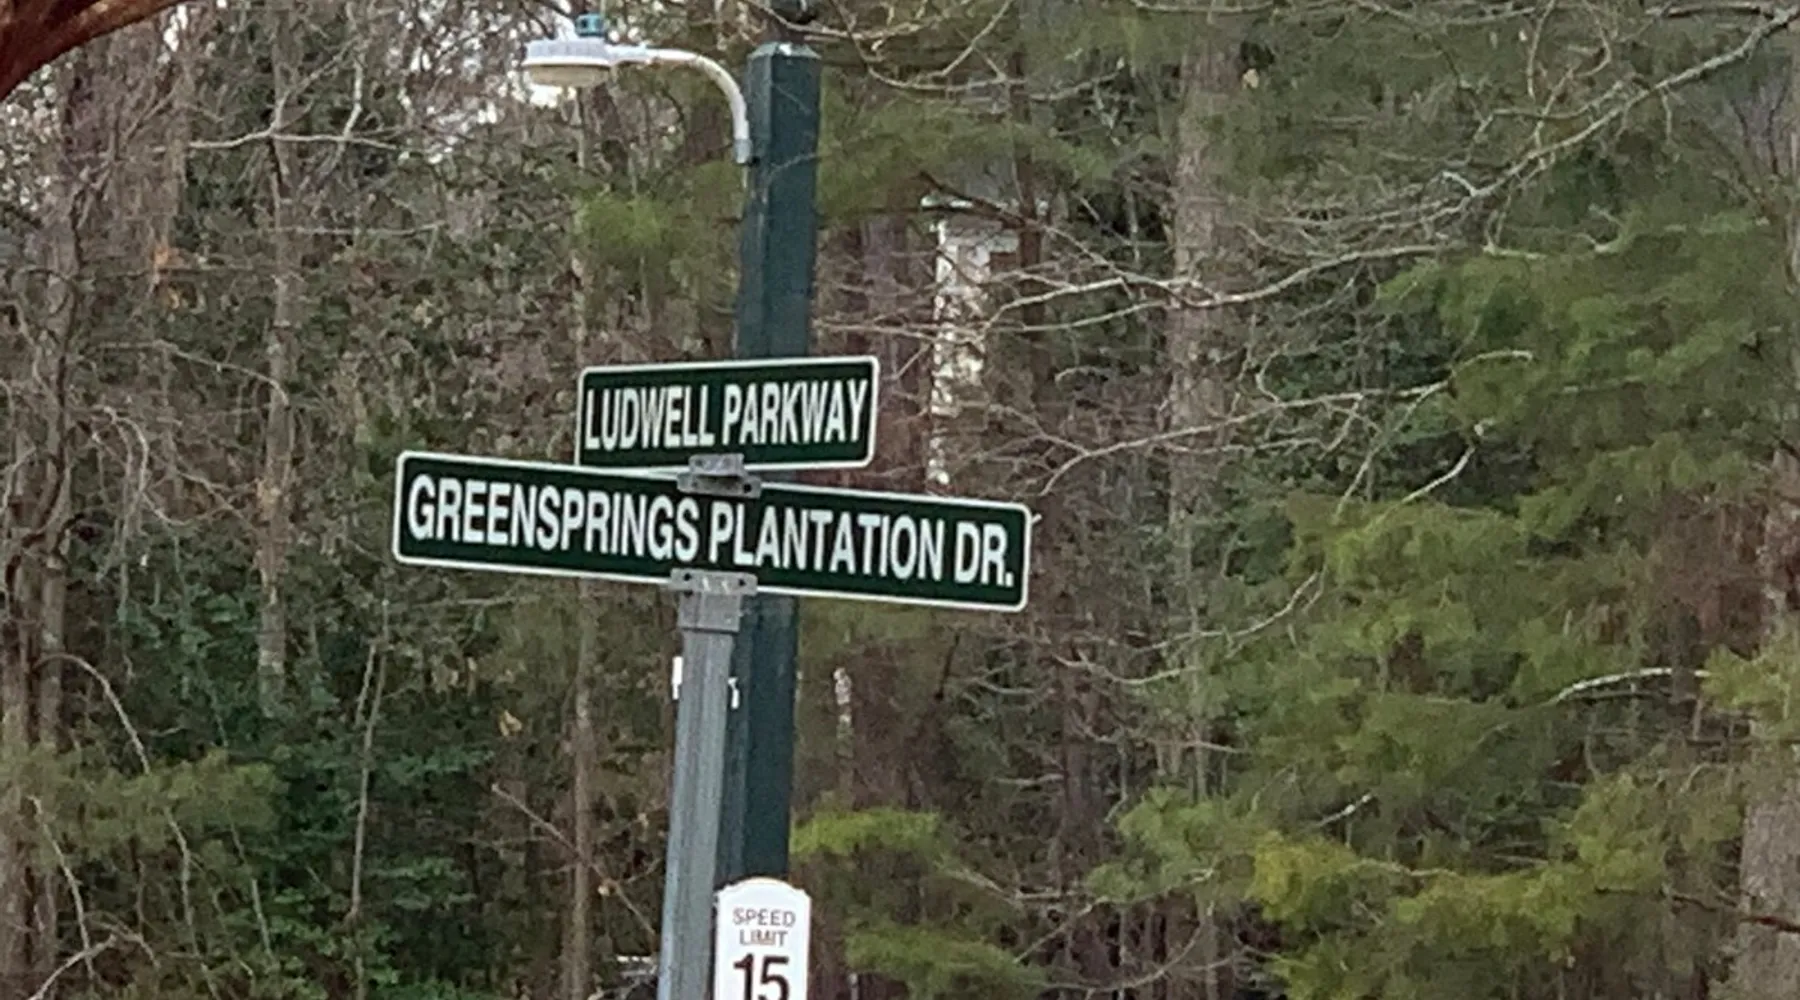 LUDWELL PARKWAY
GREENSPRINGS PLANTATION DR.
SPEED
LIMIT
15